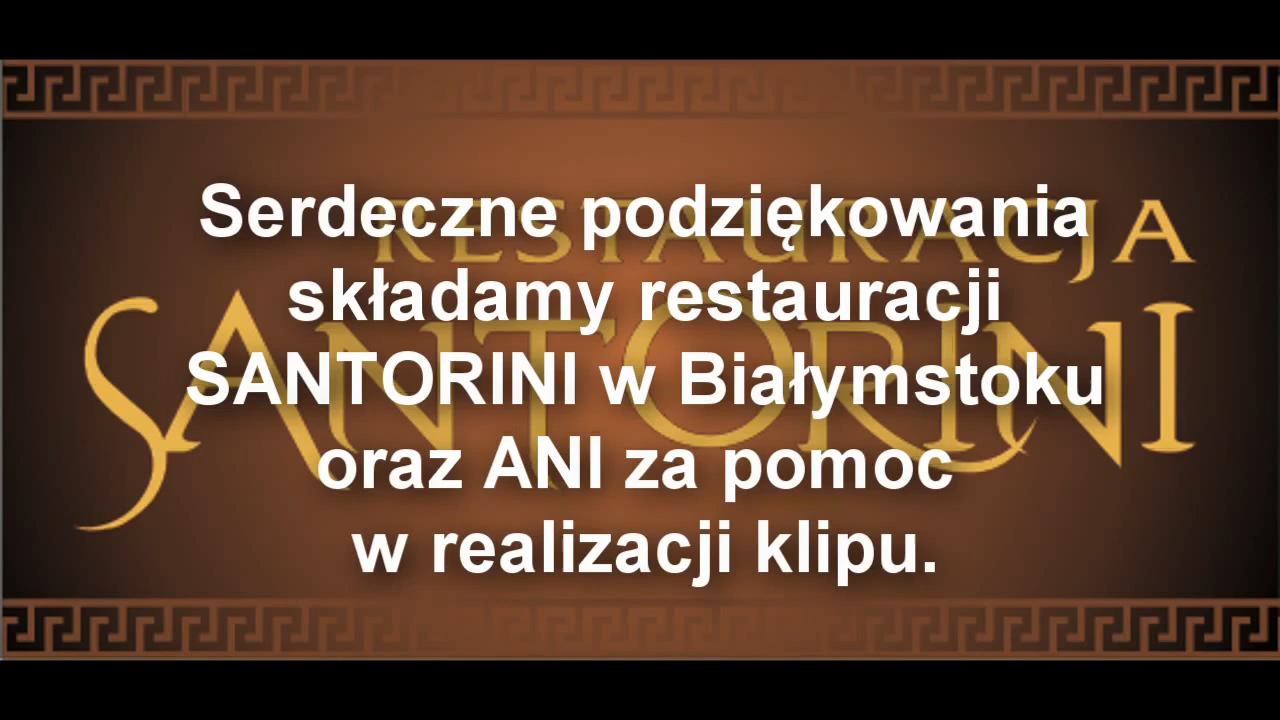 RESTAURACJA
SANTORINI
Serdeczne podziękowania
składamy restauracji
SANTORINI w Białymstoku
oraz ANI za pomoc
w realizacji klipu.